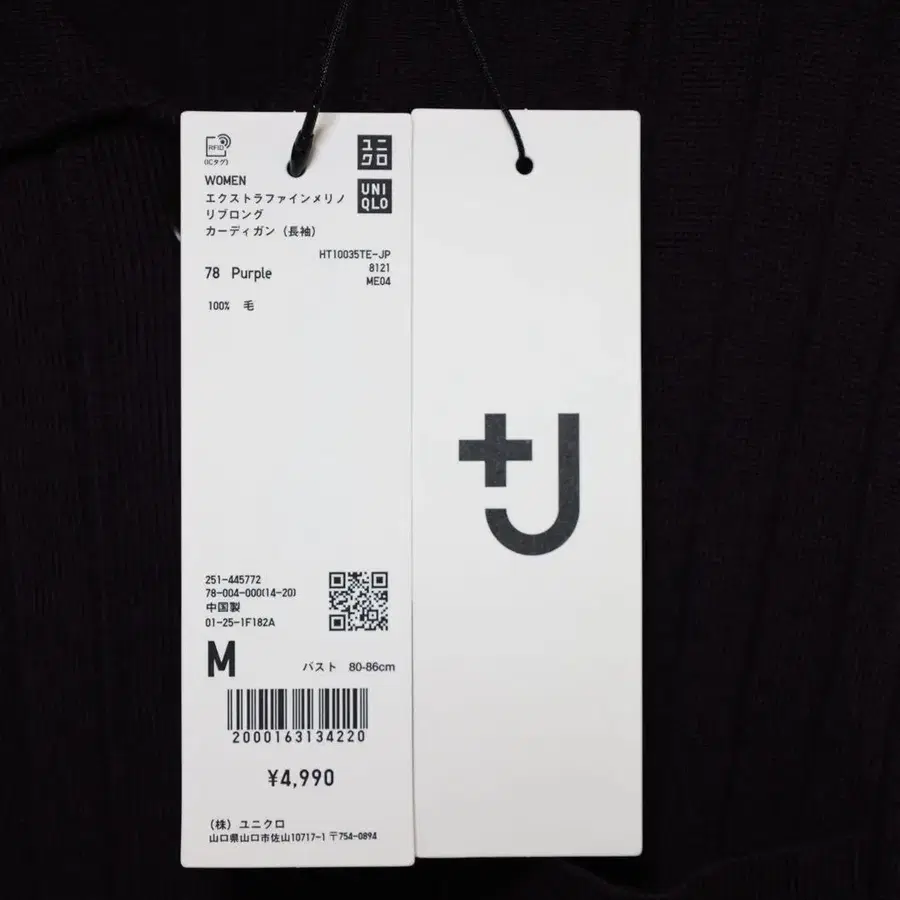 RFID
(ICタグ)
ユニ
クロ
UNI
QLO
WOMEN
エクストラファインメリノ
リブロング
カーディガン（長袖）
HT10035TE-JP
8121
ME04
78 Purple
100% 毛
251-445772
78-004-000(14-20)
中国製
01-25-1F182A
M バスト 80-86cm
2000163134220
¥4,990
（株）ユニクロ
山口県山口市佐山10717-1 〒754-0894
+J